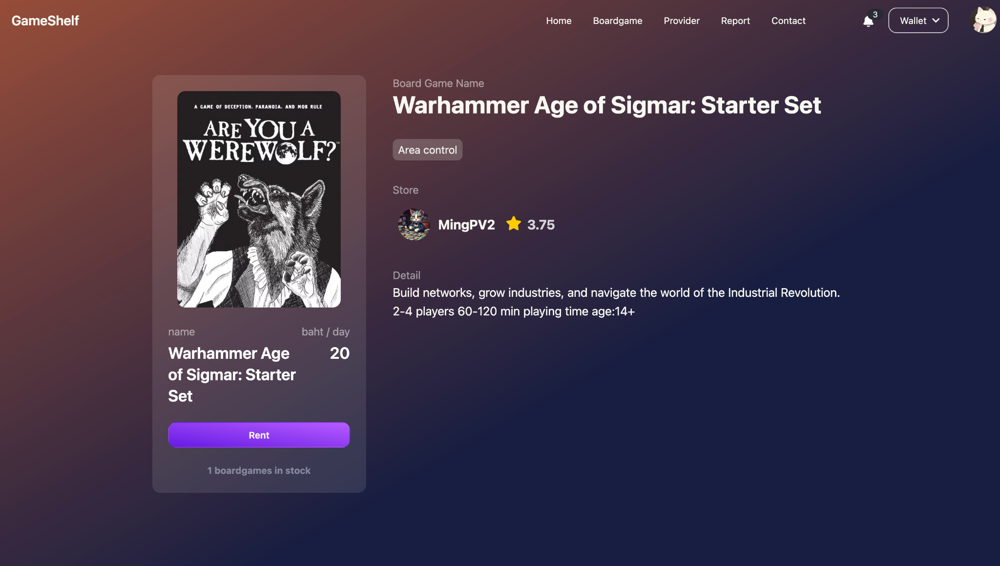 GameShelf
Home
Boardgame
Provider
Report
Contact
3
Wallet
A GAME OF DECEPTION, PARANOIA, AND MOB RULE
ARE YOU A
WEREWOLF?™
name
baht / day
Warhammer Age
of Sigmar: Starter
Set
20
Rent
1 boardgames in stock
Board Game Name
Warhammer Age of Sigmar: Starter Set
Area control
Store
MingPV2
3.75
Detail
Build networks, grow industries, and navigate the world of the Industrial Revolution.
2-4 players 60-120 min playing time age:14+